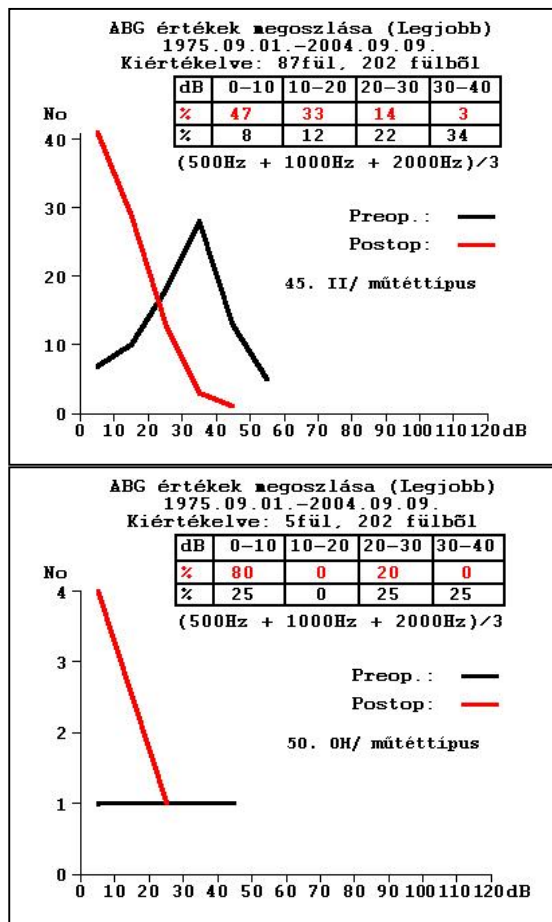 ABG értékek megoszlása (Legjobb)
1975.09.01.-2004.09.09.
Kiértékelve: 87fül, 202 fülbõl
dB 0-10 10-20 20-30 30-40
% 47 33 14 3
% 8 12 22 34
(500Hz + 1000Hz + 2000Hz)/3
No
40
30
20
10
0
Preop.:
Postop:
45. II/ műtéttípus
0 10 20 30 40 50 60 70 80 90 100 110 120 dB
ABG értékek megoszlása (Legjobb)
1975.09.01.-2004.09.09.
Kiértékelve: 5fül, 202 fülbõl
dB 0-10 10-20 20-30 30-40
% 80 0 20 0
% 25 0 25 25
(500Hz + 1000Hz + 2000Hz)/3
No
4
3
2
1
0
Preop.:
Postop:
50. OH/ műtéttípus
0 10 20 30 40 50 60 70 80 90 100 110 120 dB